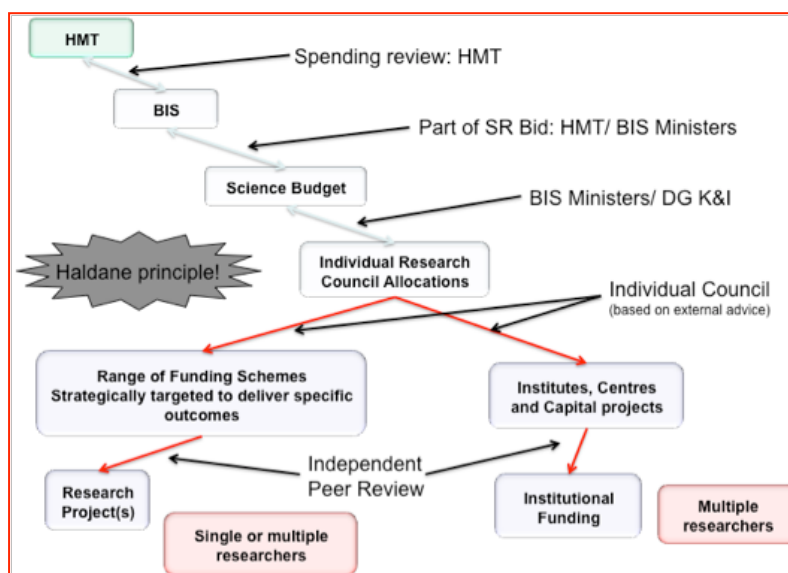 HMT
Spending review: HMT
BIS
Part of SR Bid: HMT/ BIS Ministers
Science Budget
BIS Ministers/ DG K&I
Haldane principle!
Individual Research
Council Allocations
Individual Council
(based on external advice)
Range of Funding Schemes
Strategically targeted to deliver specific
outcomes
Institutes, Centres
and Capital projects
Independent
Peer Review
Research
Project(s)
Institutional
Funding
Multiple
researchers
Single or multiple
researchers